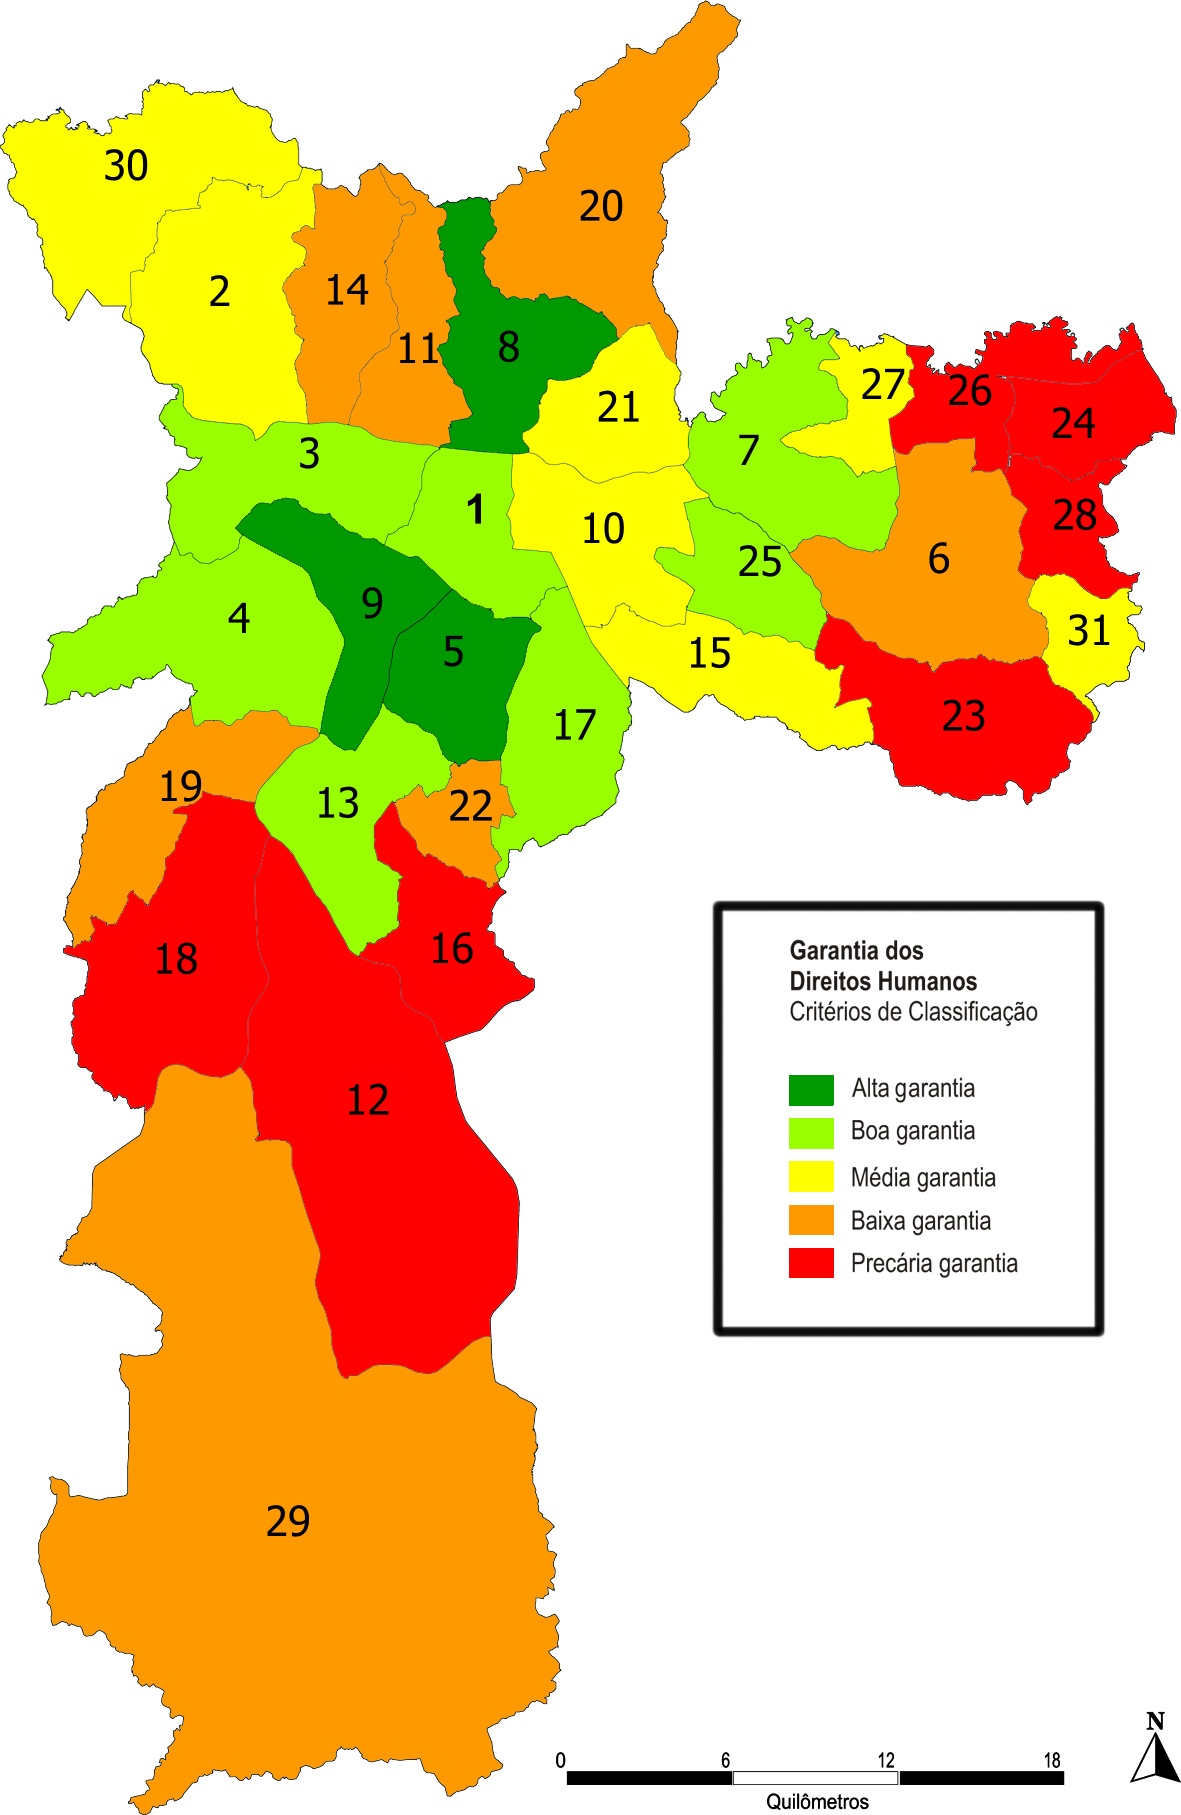 30
20
2
14
11
8
27
26
24
21
7
3
1
10
28
25
6
9
4
5
31
15
23
17
19
13
22
18
16
12
29
Garantia dos
Direitos Humanos
Critérios de Classificação
Alta garantia
Boa garantia
Média garantia
Baixa garantia
Precária garantia
N
0 6 12 18
Quilômetros